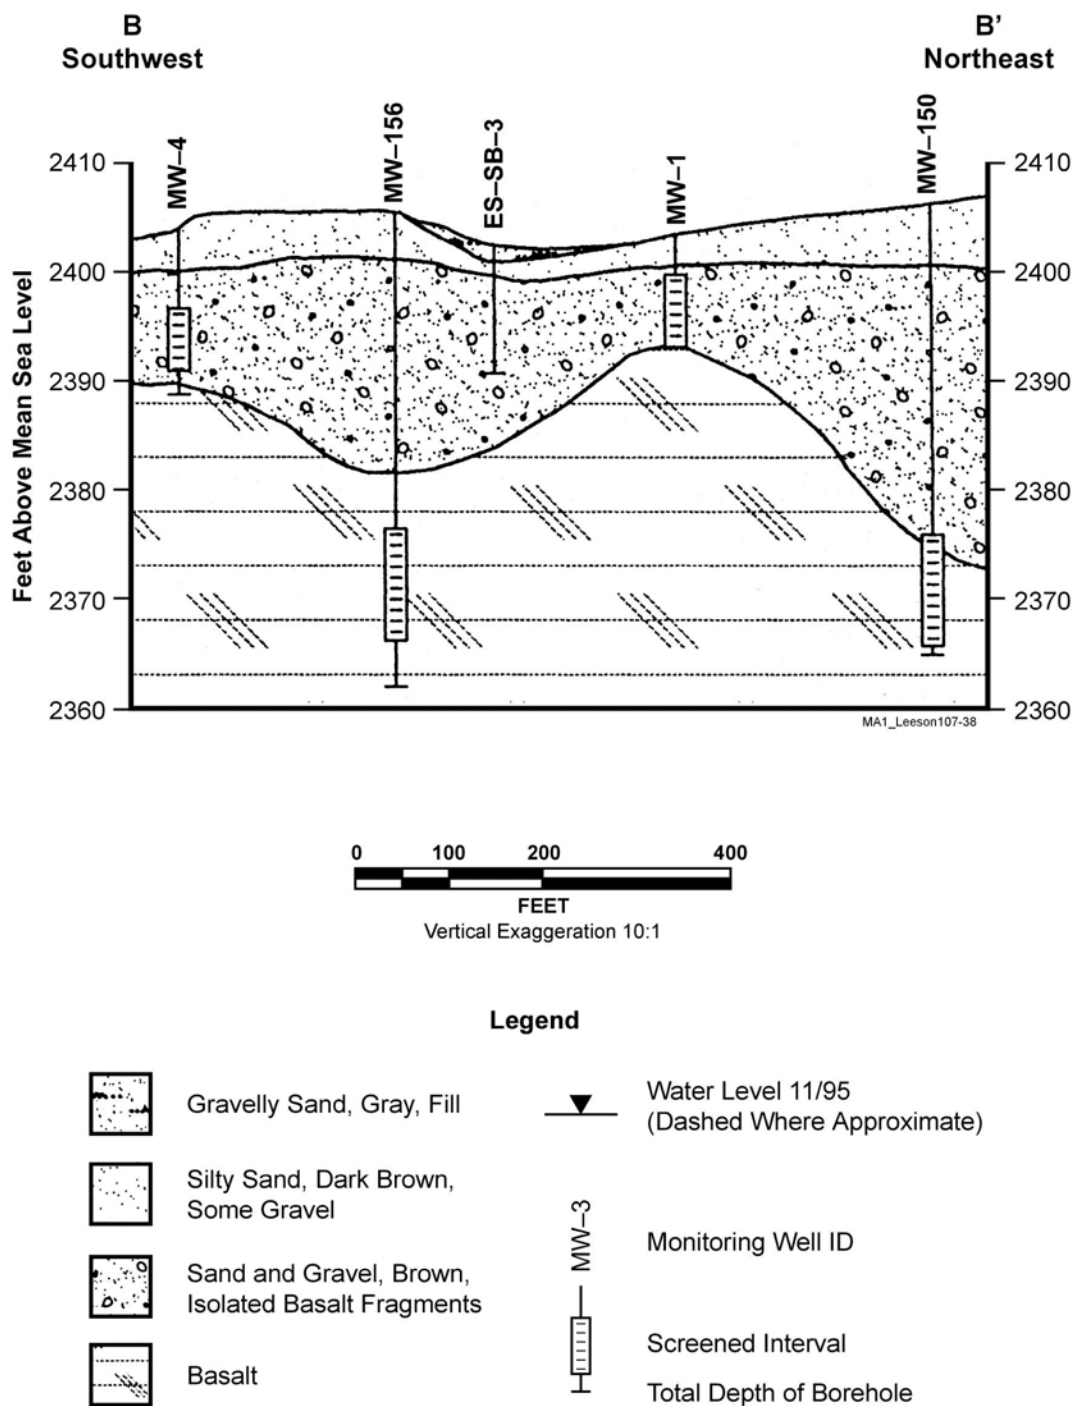 B
Southwest
B’
Northeast
MW–4
MW–156
ES–SB–3
MW–1
MW–150
Feet Above Mean Sea Level
2410
2400
2390
2380
2370
2360
2410
2400
2390
2380
2370
2360
MA1_Leeson107-38
0 100 200 400
FEET
Vertical Exaggeration 10:1
Legend
Gravelly Sand, Gray, Fill
Silty Sand, Dark Brown,
Some Gravel
Sand and Gravel, Brown,
Isolated Basalt Fragments
Basalt
Water Level 11/95
(Dashed Where Approximate)
MW–3
Monitoring Well ID
Screened Interval
Total Depth of Borehole